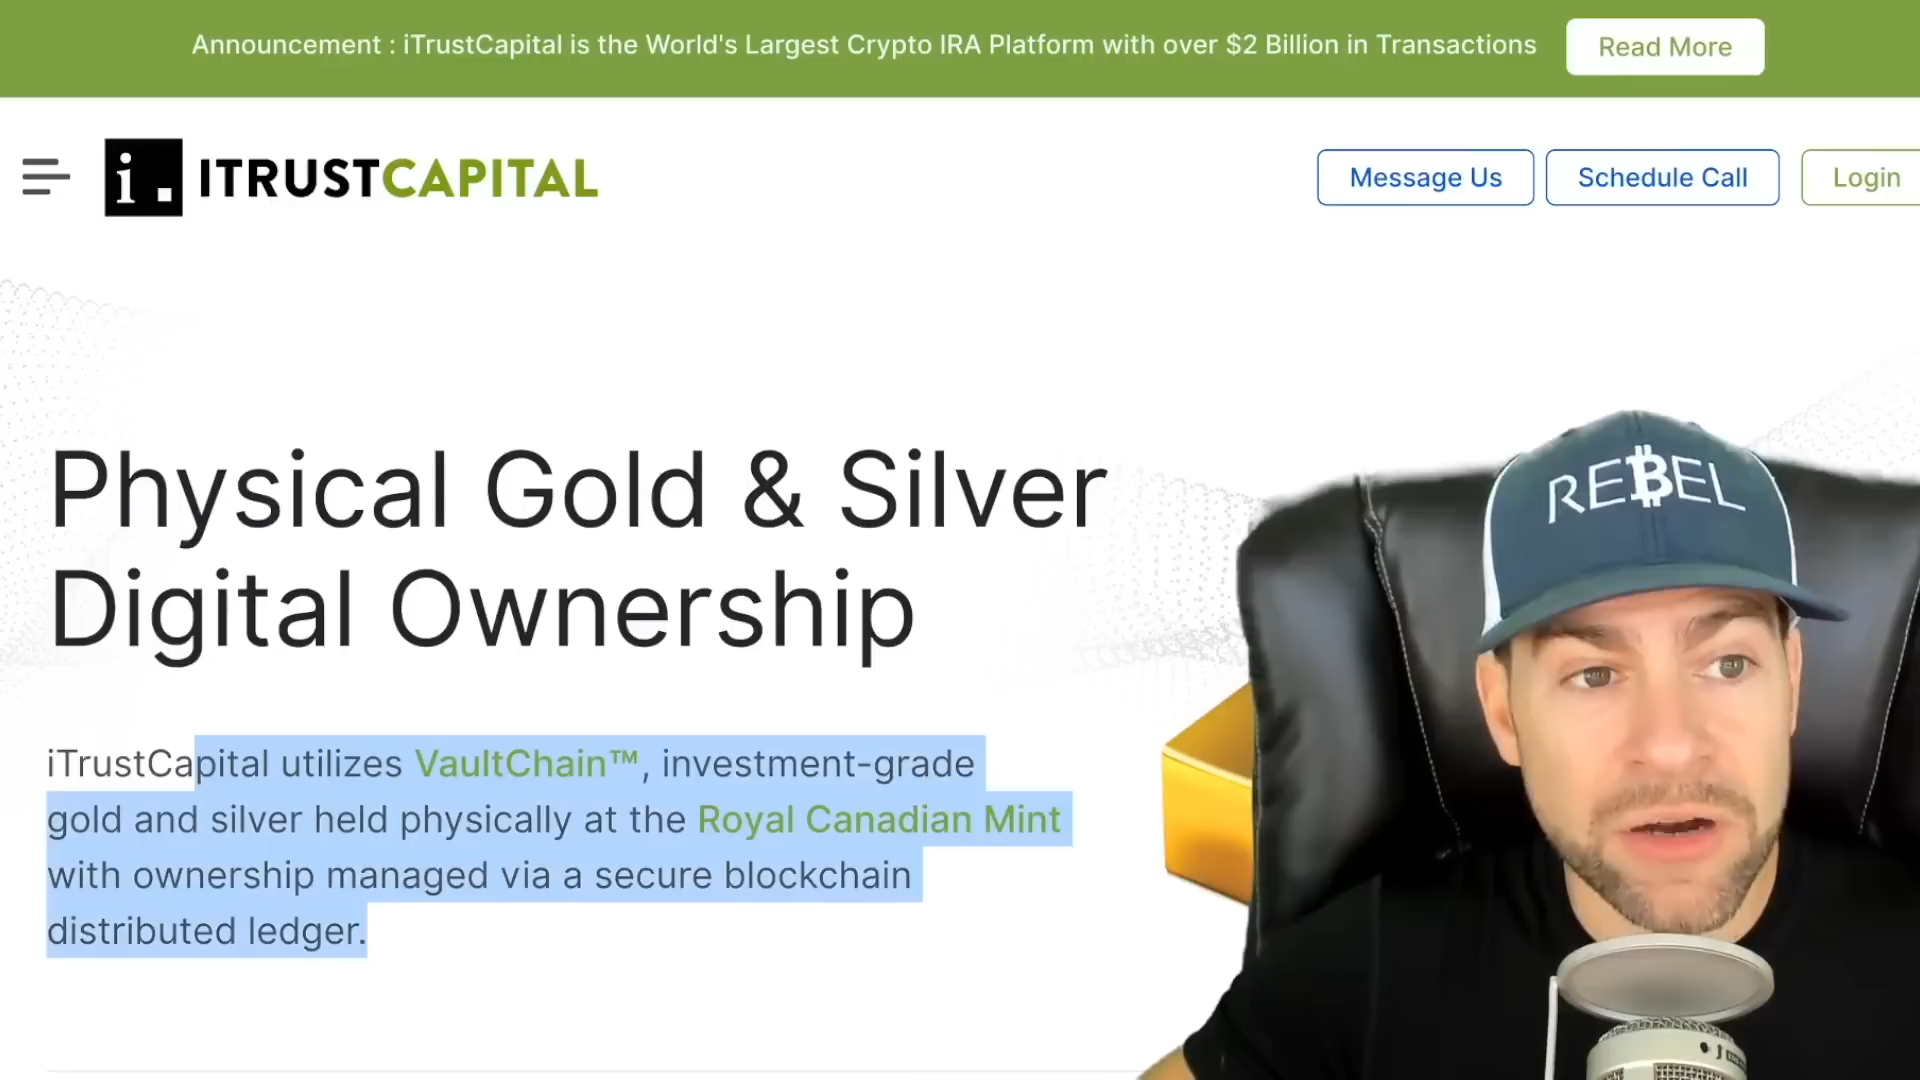 Announcement : iTrustCapital is the World's Largest Crypto IRA Platform with over $2 Billion in Transactions
Read More
i.
ITRUSTCAPITAL
Message Us
Schedule Call
Login
Physical Gold & Silver
Digital Ownership
REBEL
iTrustCapital utilizes VaultChain™, investment-grade
gold and silver held physically at the Royal Canadian Mint
with ownership managed via a secure blockchain
distributed ledger.